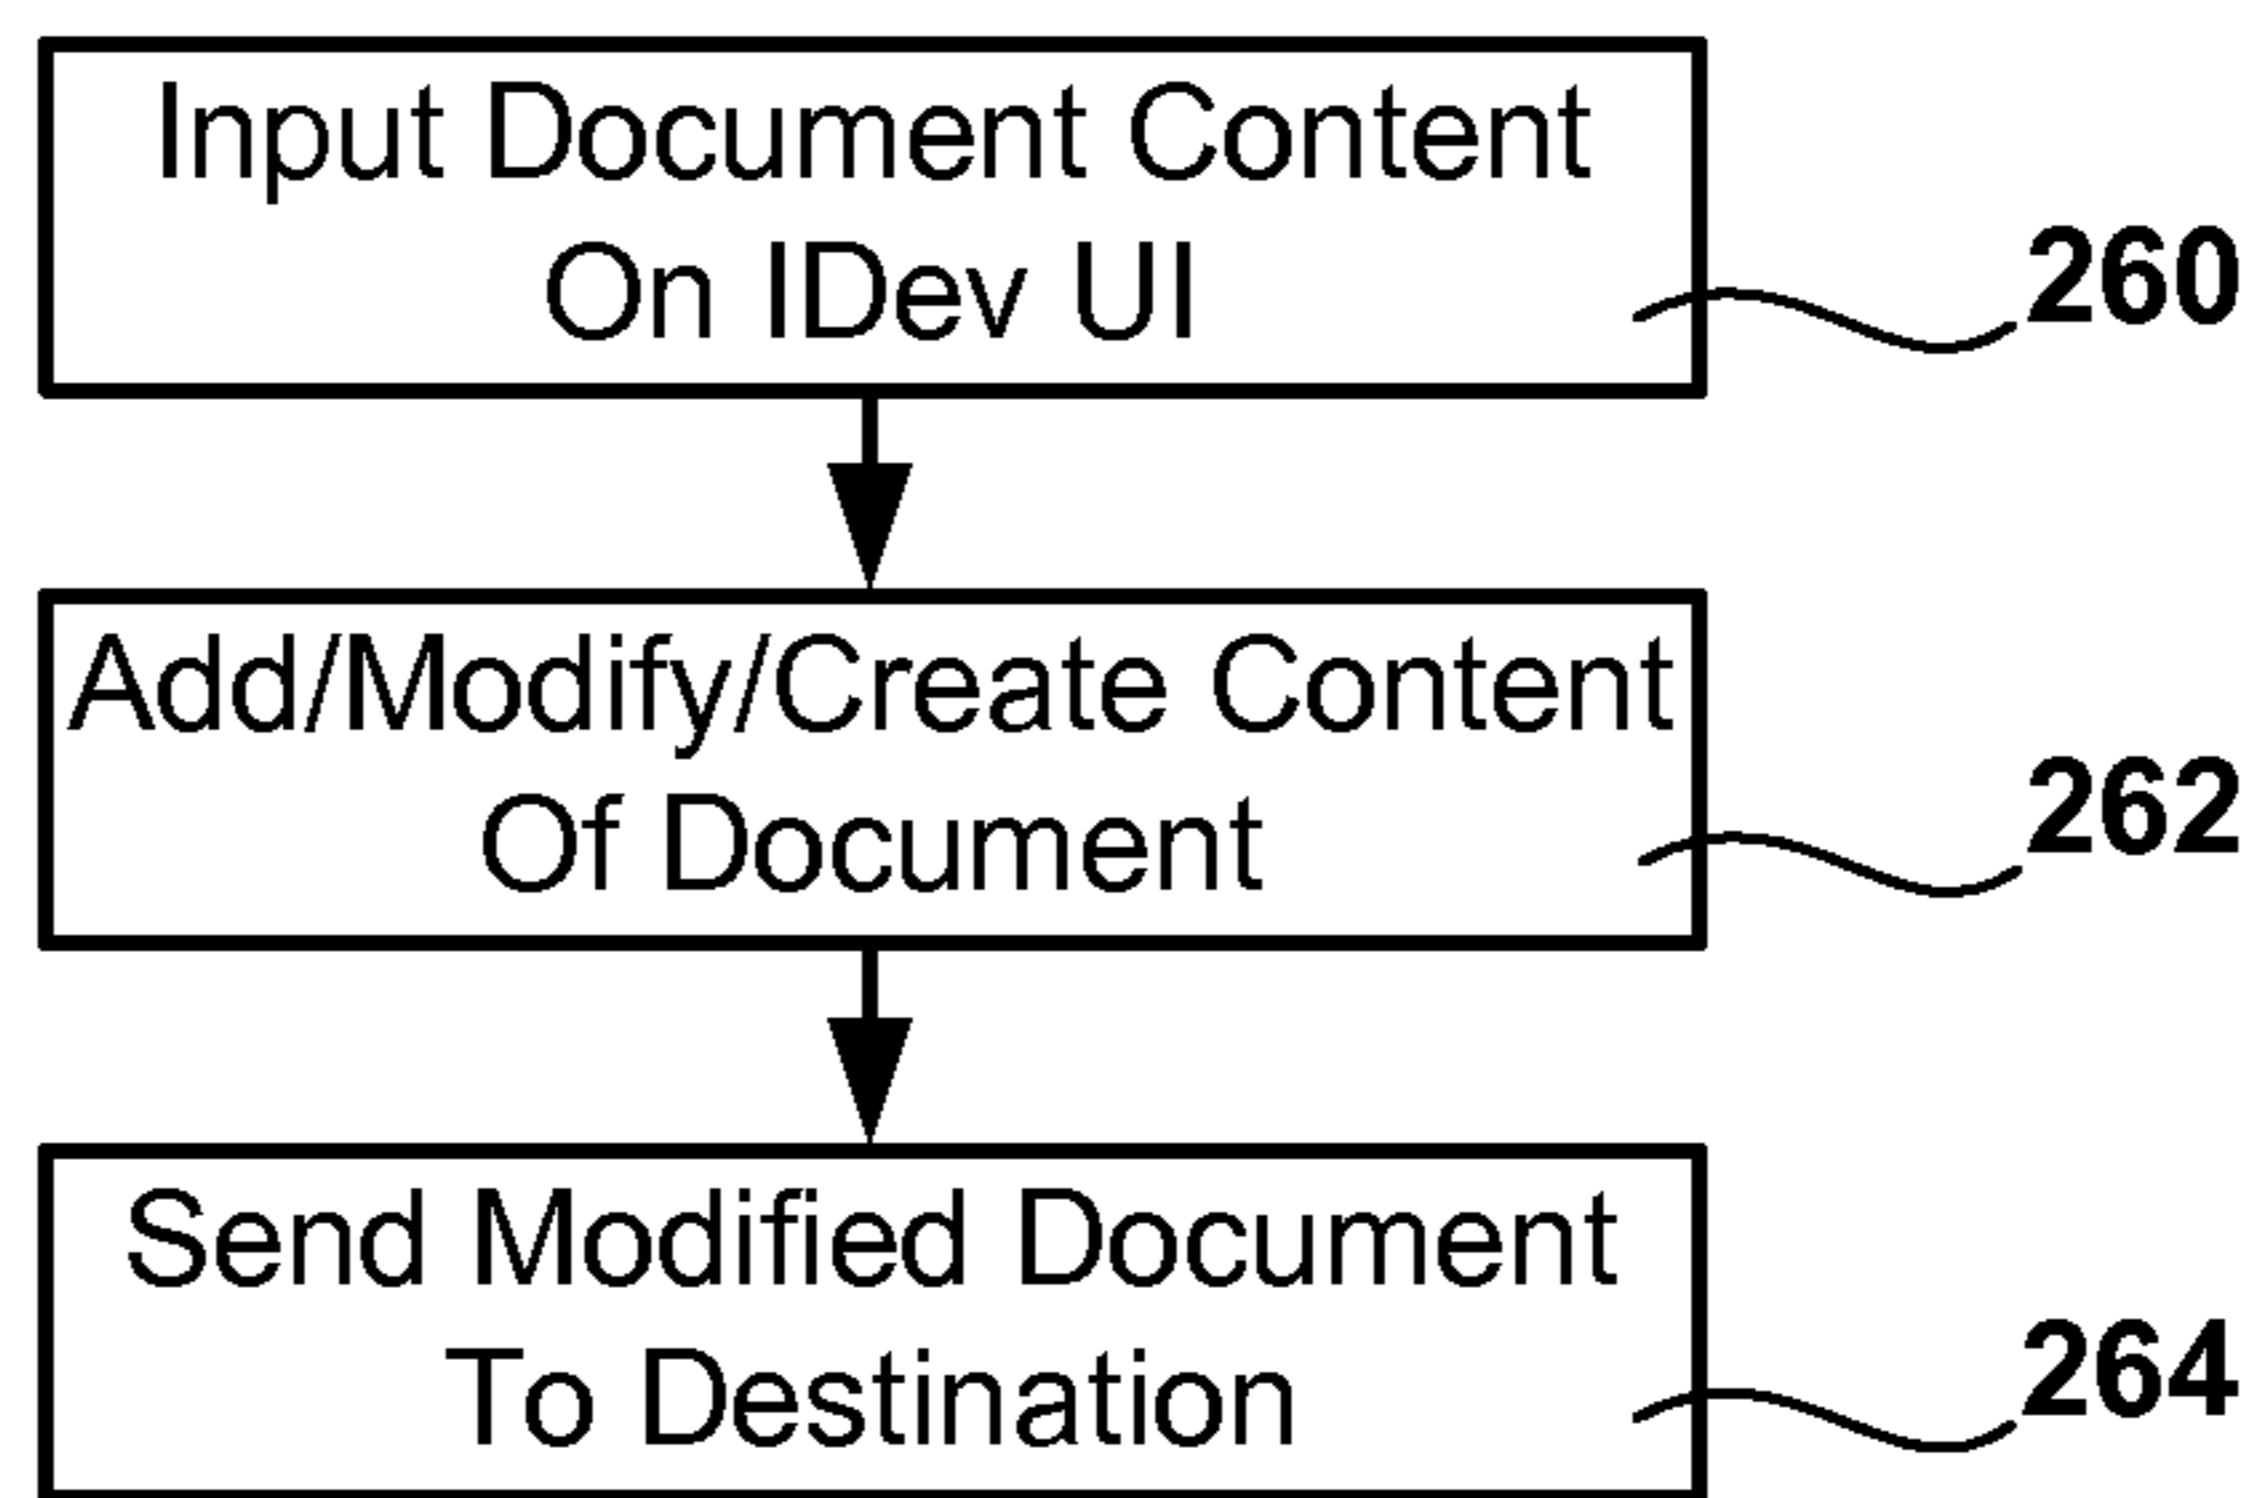 Input Document Content
On IDev UI
260
Add/Modify/Create Content
Of Document
262
Send Modified Document
To Destination
264